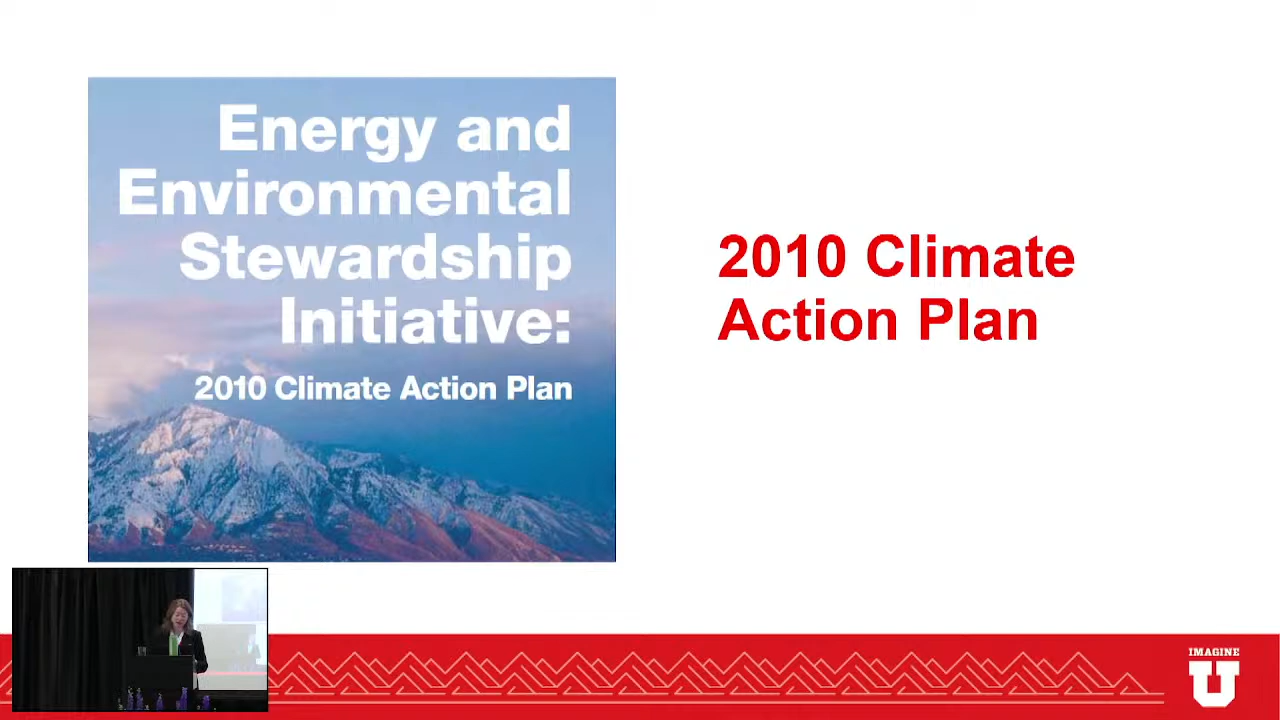 Energy and
Environmental
Stewardship
Initiative:
2010 Climate Action Plan
2010 Climate
Action Plan
IMAGINE
U